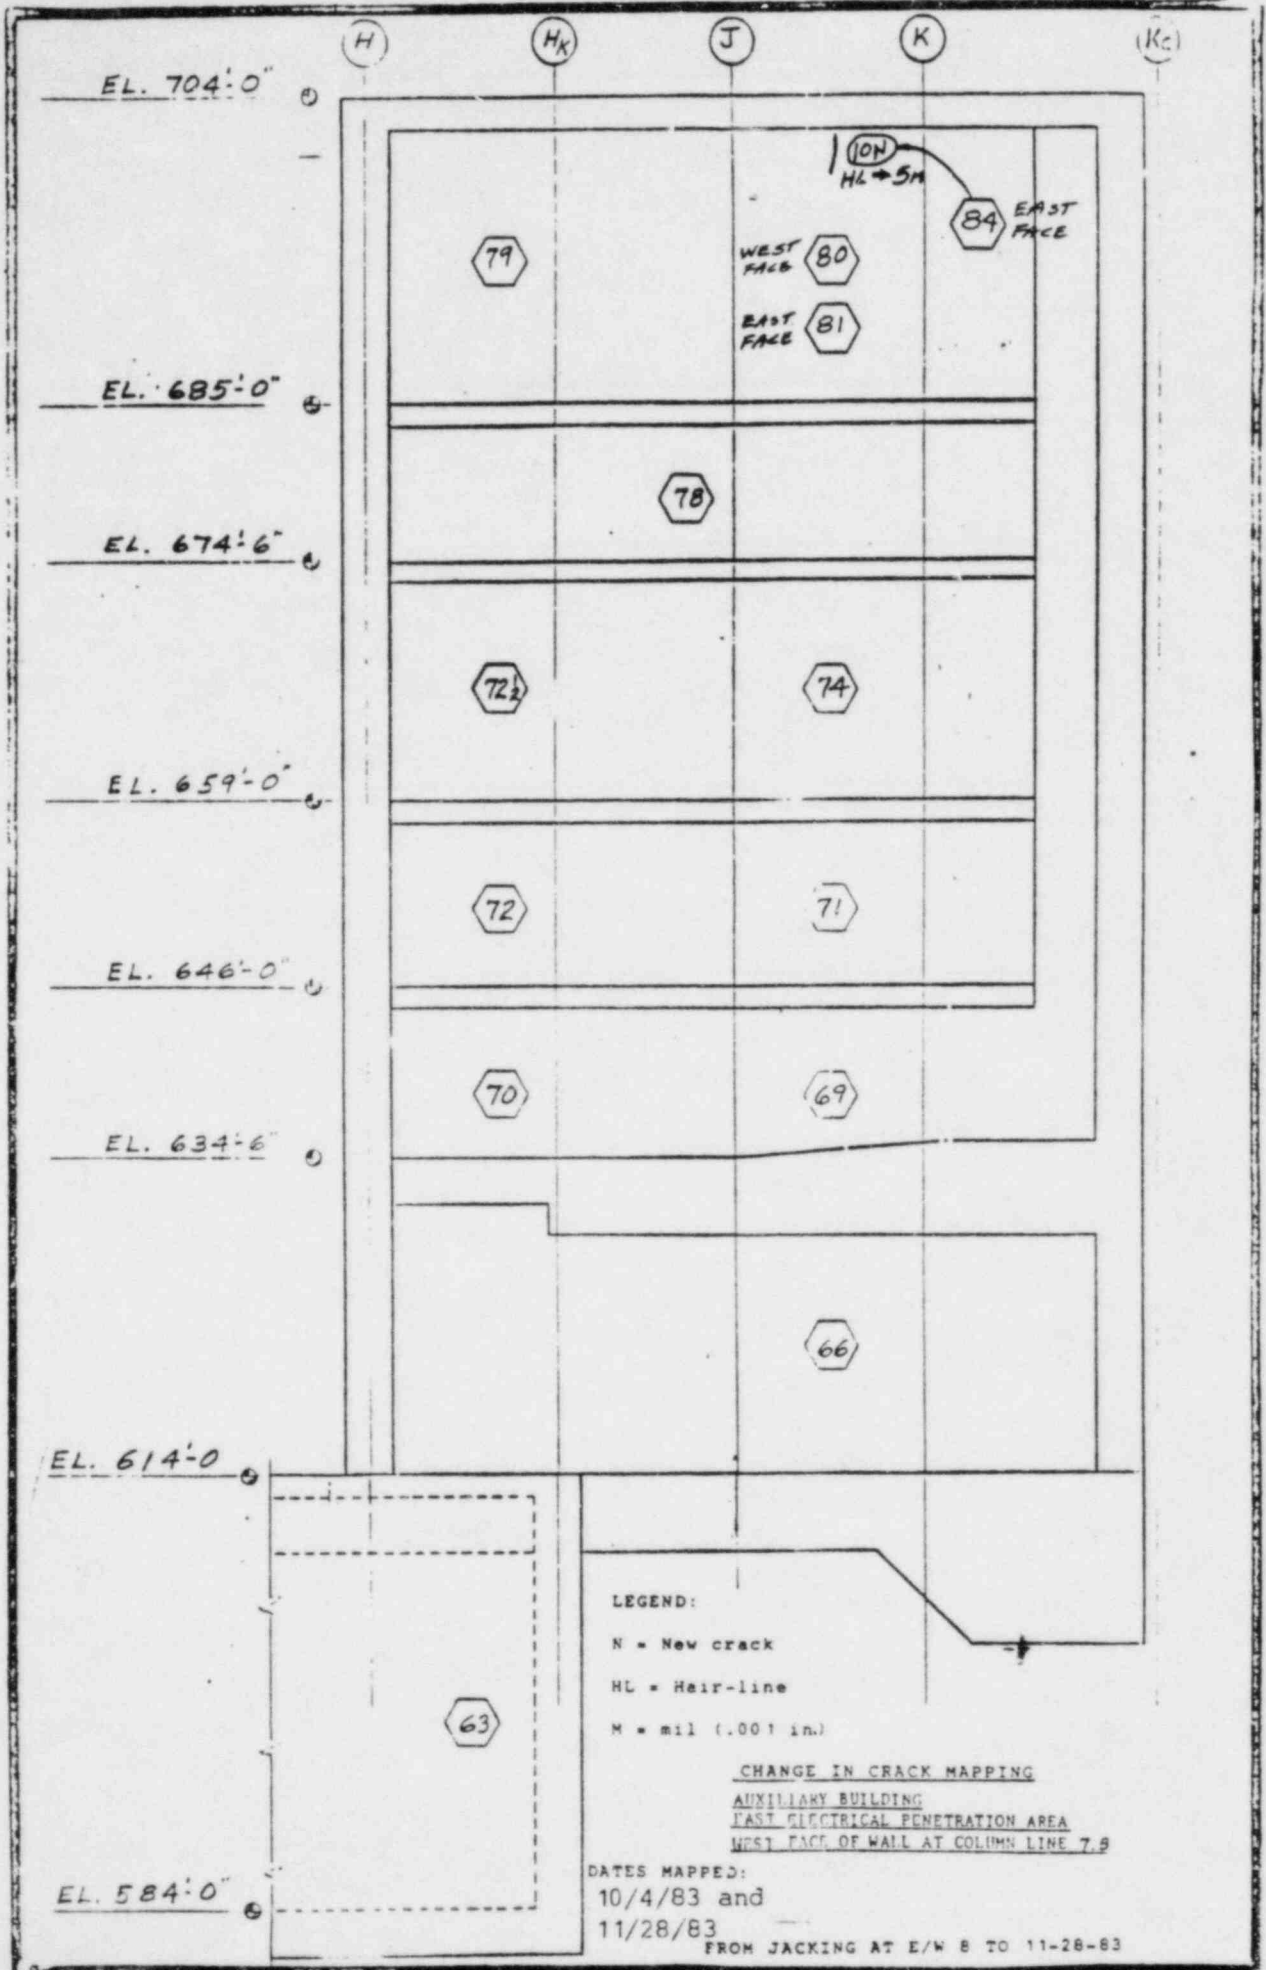 H HK J K KC
EL. 704'-0"
10N
HL → 5M
84 EAST FACE
79
WEST FACE 80
EAST FACE 81
EL. 685'-0"
78
EL. 674'-6"
72½ 74
EL. 659'-0"
72 71
EL. 646'-0"
70 69
EL. 634'-6"
66
EL. 614'-0
LEGEND:
N = New crack
HL = Hair-line
M = mil (.001 in.)
63
CHANGE IN CRACK MAPPING
AUXILIARY BUILDING
EAST ELECTRICAL PENETRATION AREA
WEST FACE OF WALL AT COLUMN LINE 7.8
DATES MAPPED:
10/4/83 and
11/28/83
EL. 584'-0"
FROM JACKING AT E/W 8 TO 11-28-83